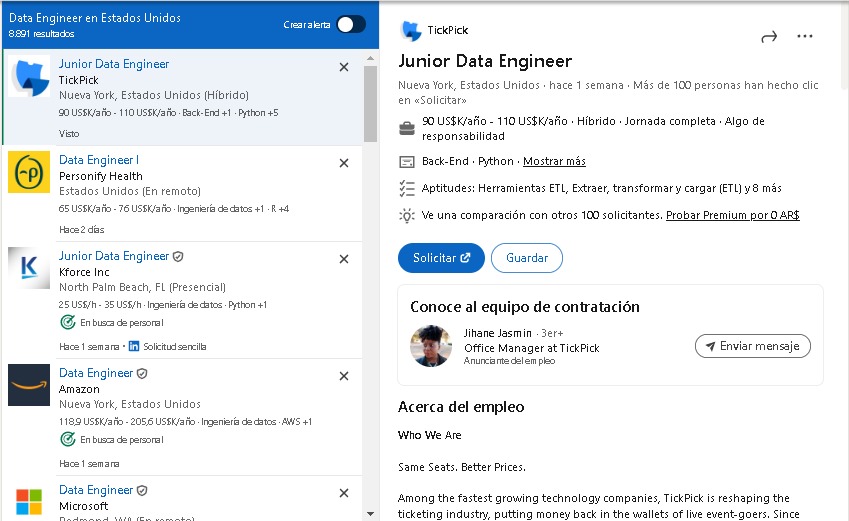 Data Engineer en Estados Unidos
8.891 resultados
Crear alerta
Junior Data Engineer
TickPick
Nueva York, Estados Unidos (Híbrido)
90 US$K/año - 110 US$K/año · Back-End +1 · Python +5
Visto
Data Engineer I
Personify Health
Estados Unidos (En remoto)
65 US$K/año - 76 US$K/año · Ingeniería de datos +1 · R +4
Hace 2 días
Junior Data Engineer
Kforce Inc
North Palm Beach, FL (Presencial)
25 US$/h - 35 US$/h · Ingeniería de datos · Python +1
En busca de personal
Hace 1 semana · in Solicitud sencilla
Data Engineer
Amazon
Nueva York, Estados Unidos
118,9 US$K/año - 205,6 US$K/año · Ingeniería de datos · AWS +1
En busca de personal
Hace 1 semana
Data Engineer
Microsoft
Redmond, WA (En remoto)
TickPick
Junior Data Engineer
Nueva York, Estados Unidos · hace 1 semana · Más de 100 personas han hecho clic
en «Solicitar»
90 US$K/año - 110 US$K/año · Híbrido · Jornada completa · Algo de
responsabilidad
Back-End · Python · Mostrar más
Aptitudes: Herramientas ETL, Extraer, transformar y cargar (ETL) y 8 más
Ve una comparación con otros 100 solicitantes. Probar Premium por 0 AR$
Solicitar
Guardar
Conoce al equipo de contratación
Jihane Jasmin · 3er+
Office Manager at TickPick
Anunciante del empleo
Enviar mensaje
Acerca del empleo
Who We Are
Same Seats. Better Prices.
Among the fastest growing technology companies, TickPick is reshaping the
ticketing industry, putting money back in the wallets of live event-goers. Since